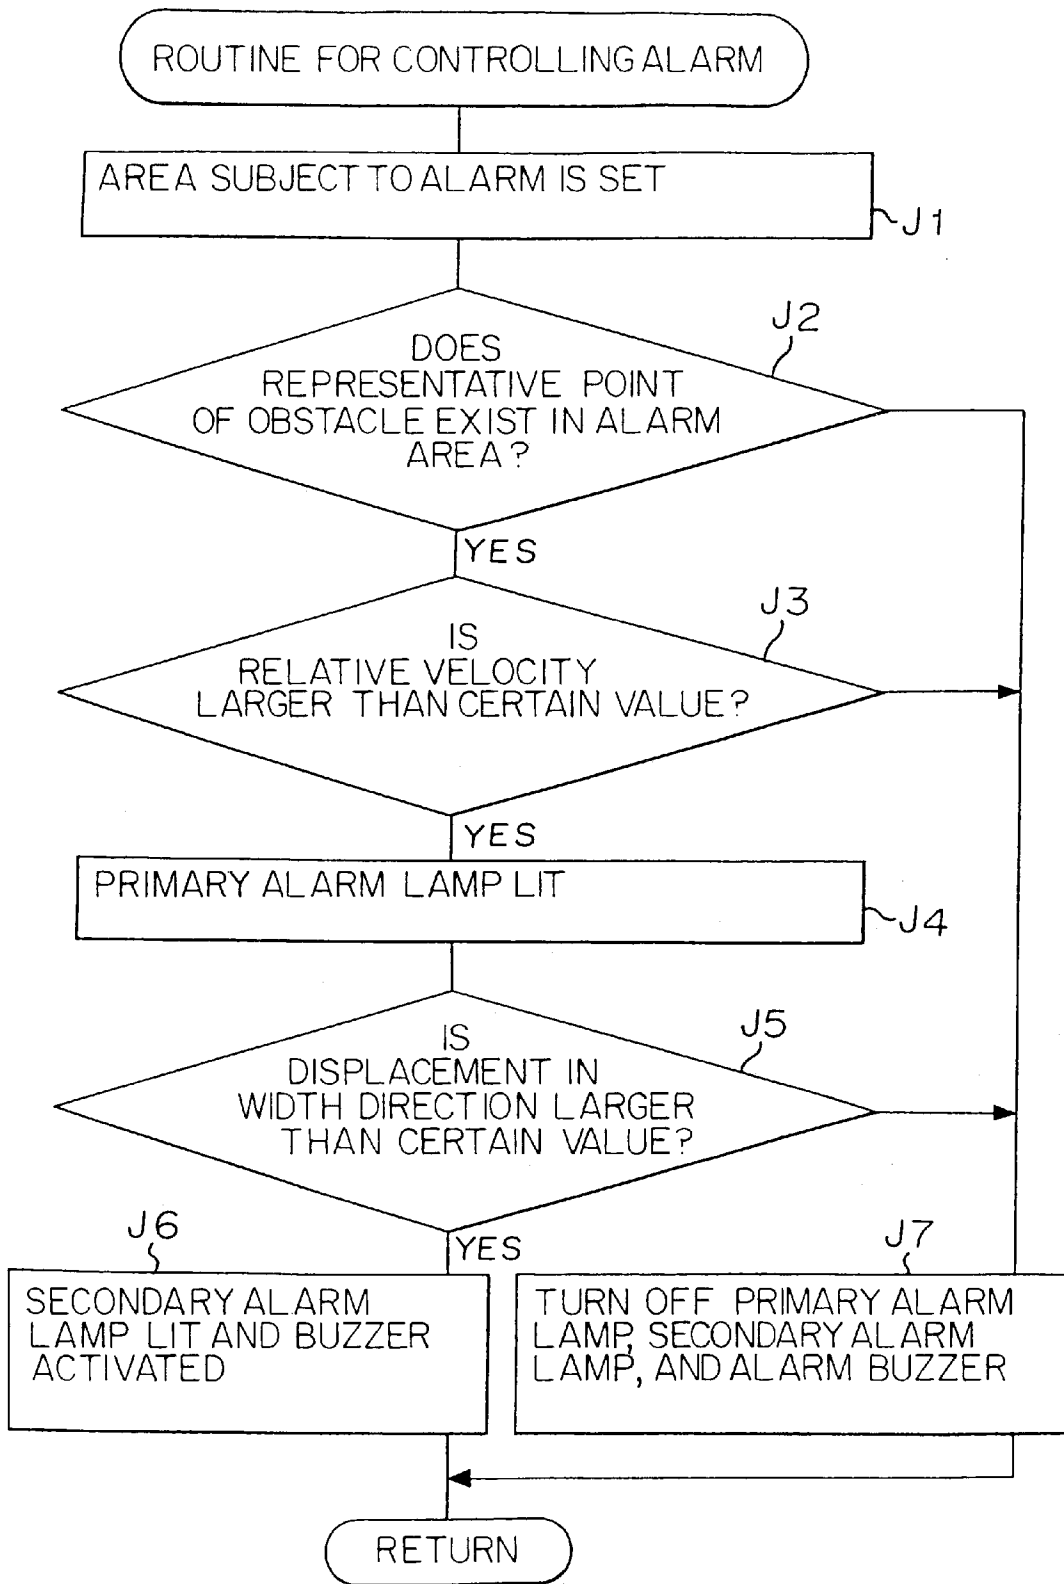 ROUTINE FOR CONTROLLING ALARM
AREA SUBJECT TO ALARM IS SET
J1
J2
DOES
REPRESENTATIVE POINT
OF OBSTACLE EXIST IN ALARM
AREA?
YES
J3
IS
RELATIVE VELOCITY
LARGER THAN CERTAIN VALUE?
YES
PRIMARY ALARM LAMP LIT
J4
J5
IS
DISPLACEMENT IN
WIDTH DIRECTION LARGER
THAN CERTAIN VALUE?
YES
J6
SECONDARY ALARM
LAMP LIT AND BUZZER
ACTIVATED
J7
TURN OFF PRIMARY ALARM
LAMP, SECONDARY ALARM
LAMP, AND ALARM BUZZER
RETURN